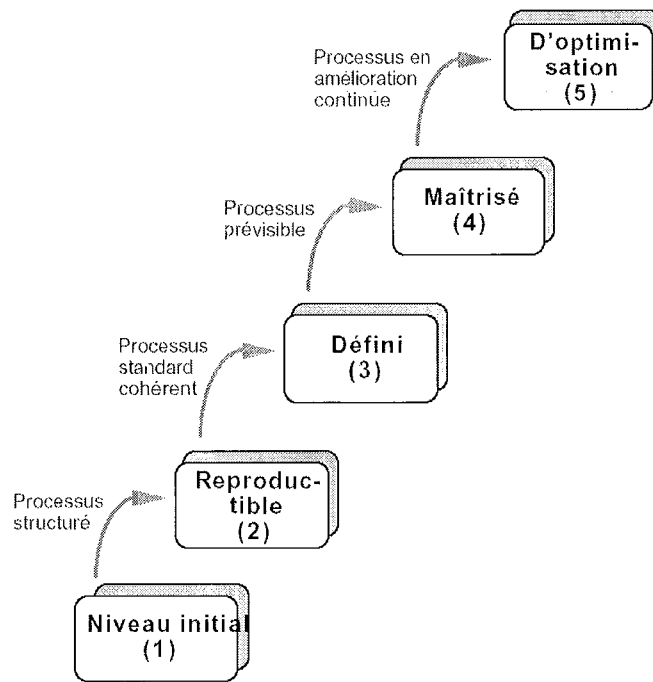 D'optimi-
sation
(5)
Processus en
amélioration
continue
Maîtrisé
(4)
Processus
prévisible
Défini
(3)
Processus
standard
cohérent
Reproduc-
tible
(2)
Processus
structuré
Niveau initial
(1)